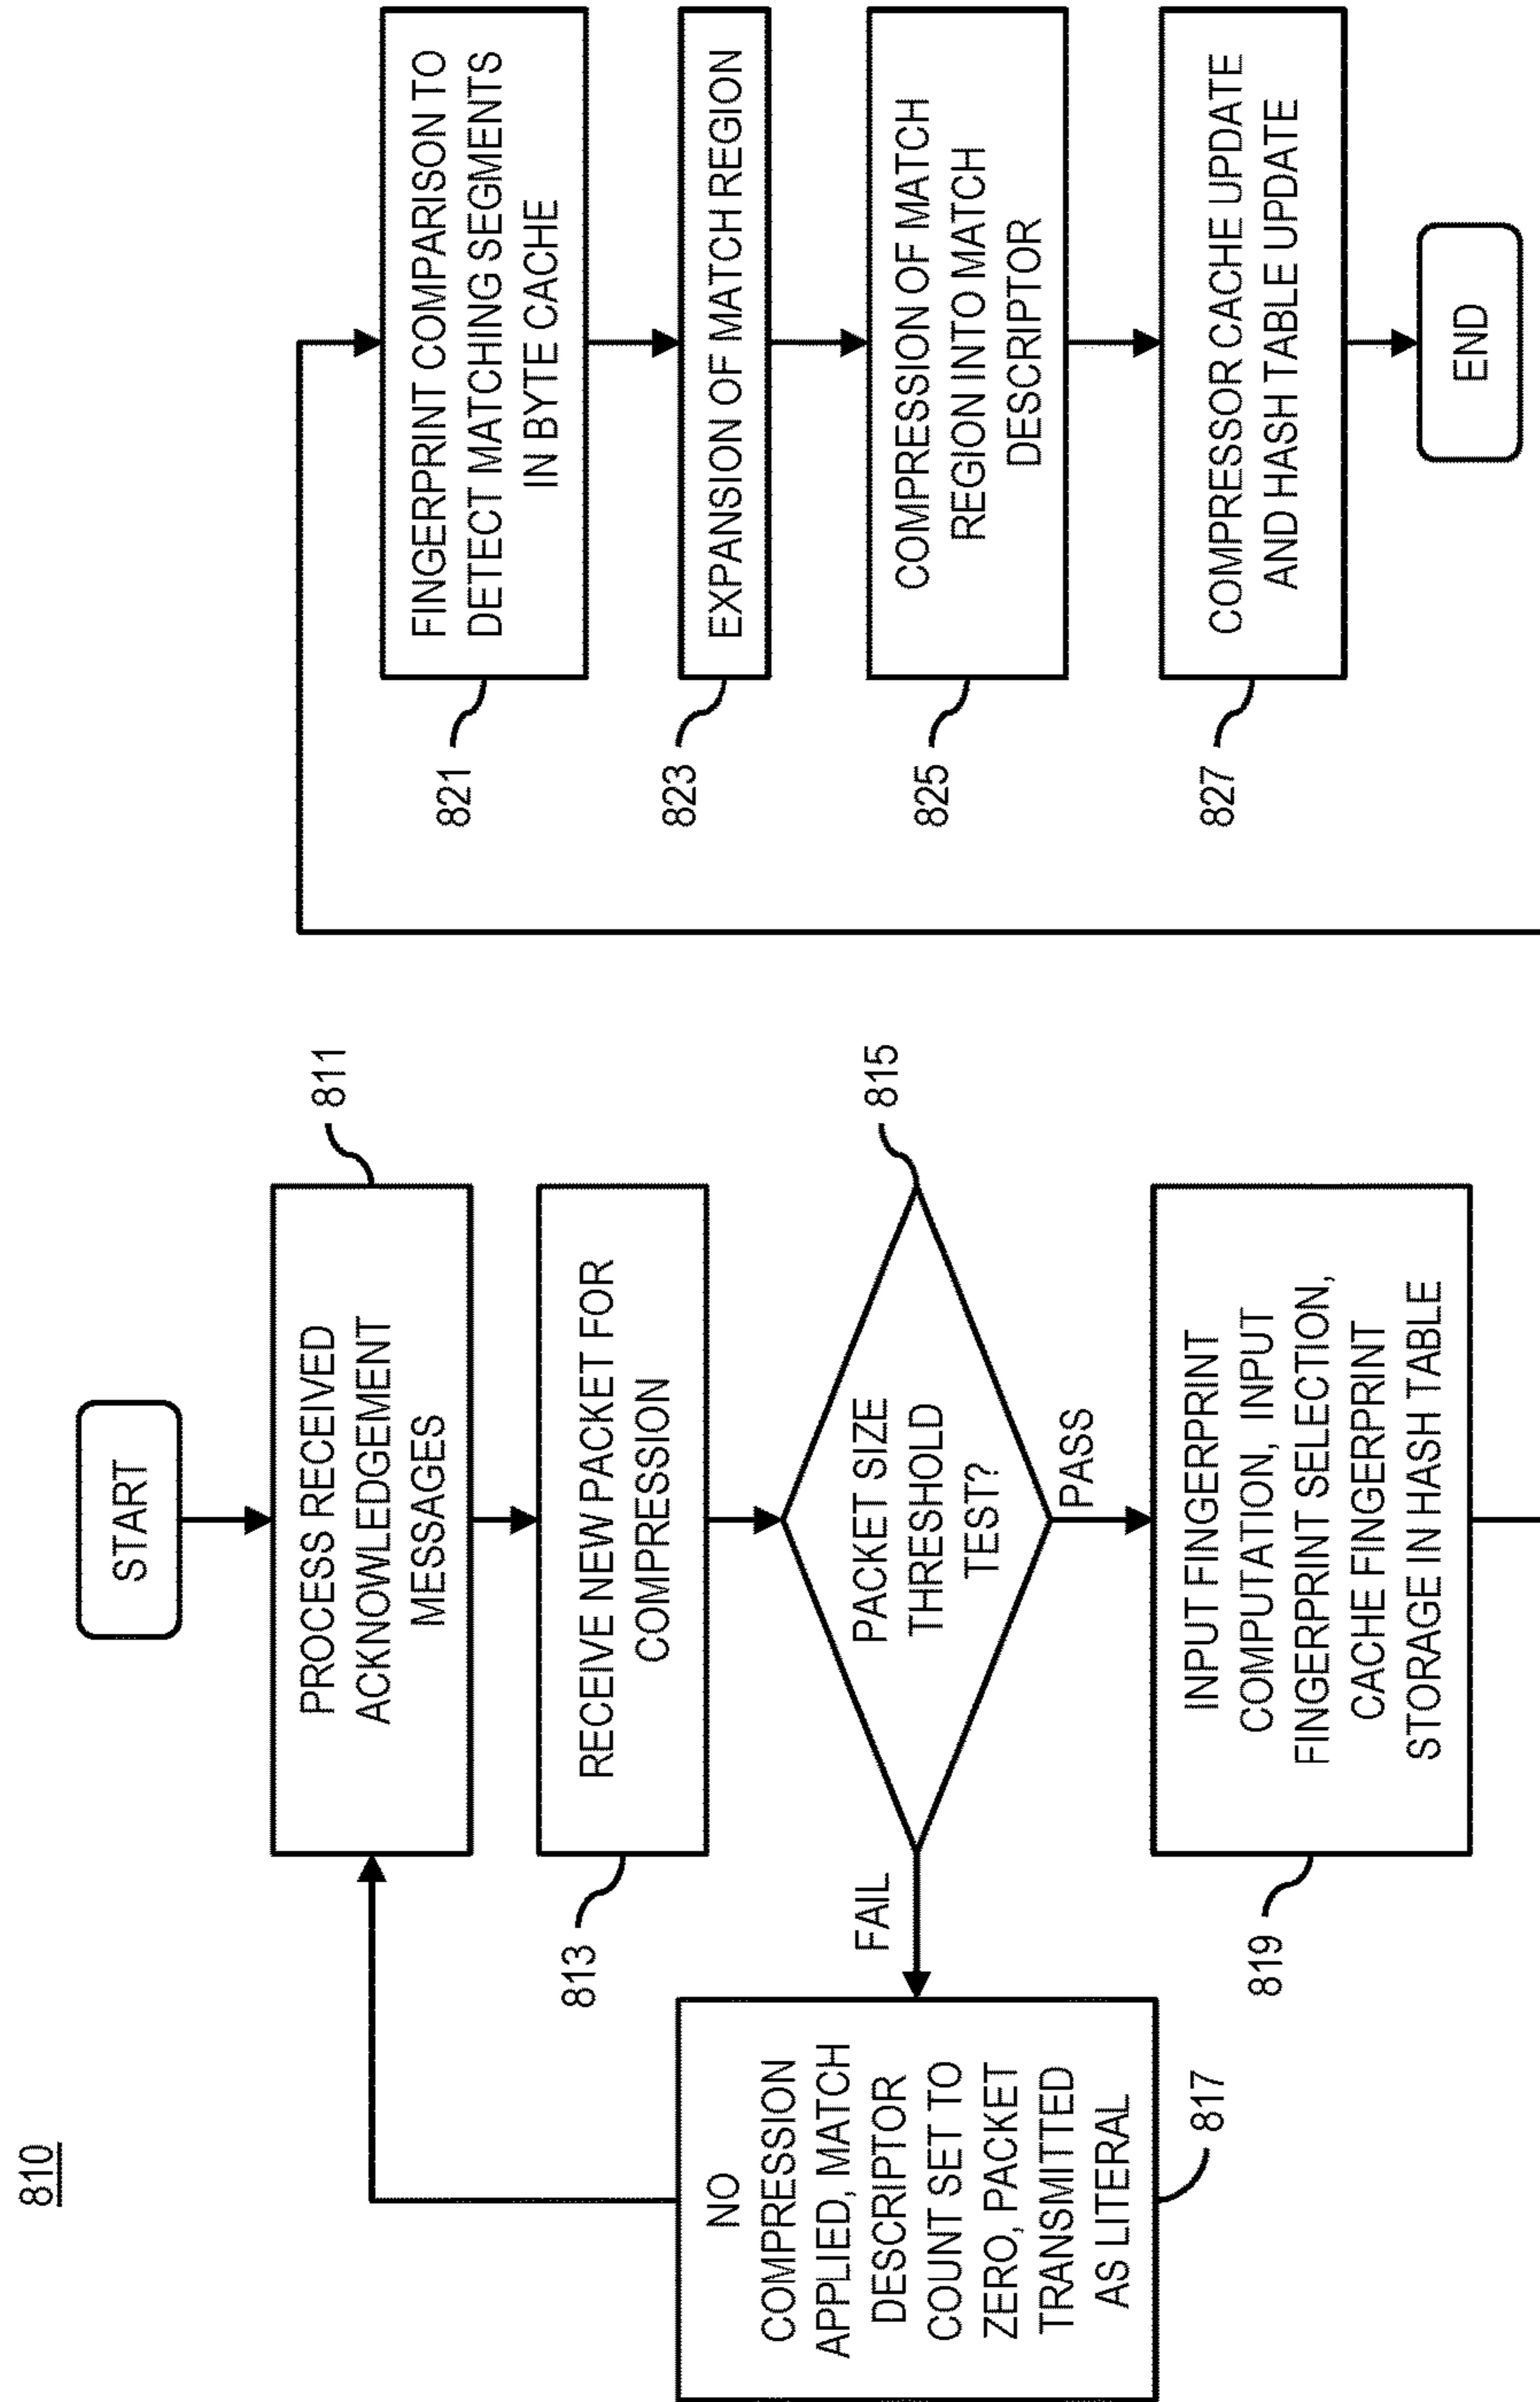 810
START
PROCESS RECEIVED
ACKNOWLEDGEMENT
MESSAGES
811
RECEIVE NEW PACKET FOR
COMPRESSION
813
PACKET SIZE
THRESHOLD
TEST?
815
FAIL
PASS
NO
COMPRESSION
APPLIED, MATCH
DESCRIPTOR
COUNT SET TO
ZERO, PACKET
TRANSMITTED
AS LITERAL
817
INPUT FINGERPRINT
COMPUTATION, INPUT
FINGERPRINT SELECTION,
CACHE FINGERPRINT
STORAGE IN HASH TABLE
819
FINGERPRINT COMPARISON TO
DETECT MATCHING SEGMENTS
IN BYTE CACHE
821
EXPANSION OF MATCH REGION
823
COMPRESSION OF MATCH
REGION INTO MATCH
DESCRIPTOR
825
COMPRESSOR CACHE UPDATE
AND HASH TABLE UPDATE
827
END